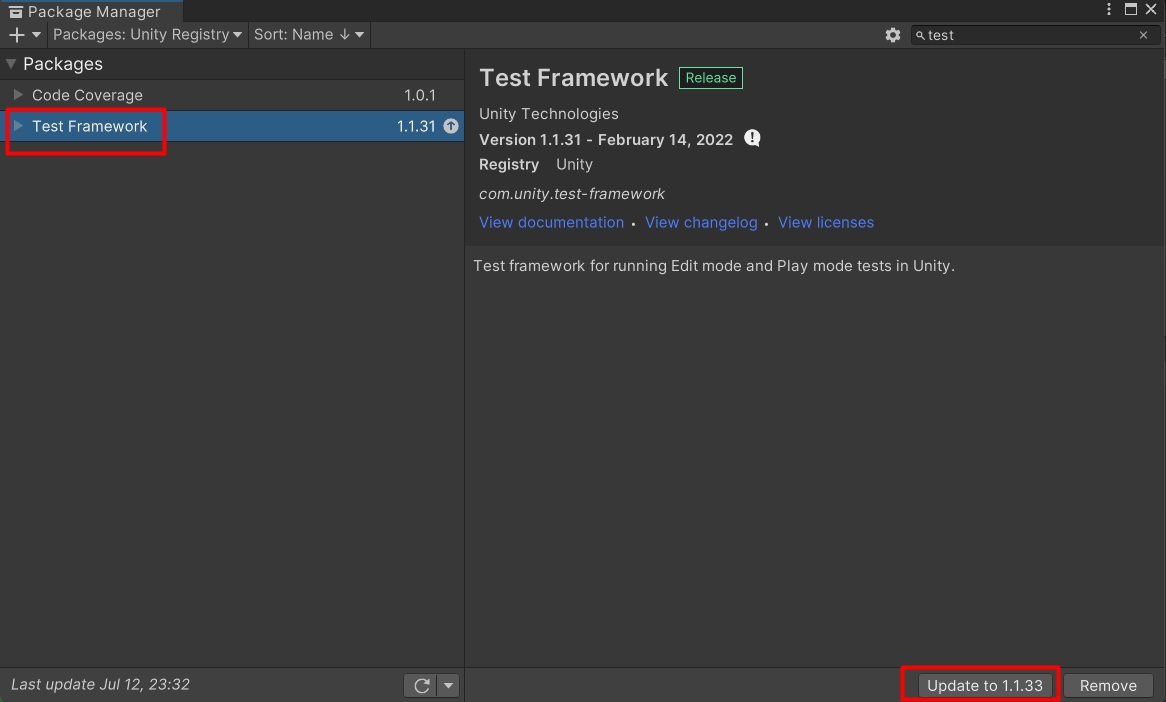 Package Manager
Packages: Unity Registry Sort: Name ↓
test
Packages
Code Coverage 1.0.1
Test Framework 1.1.31
Test Framework Release
Unity Technologies
Version 1.1.31 - February 14, 2022
Registry Unity
com.unity.test-framework
View documentation • View changelog • View licenses
Test framework for running Edit mode and Play mode tests in Unity.
Last update Jul 12, 23:32
Update to 1.1.33 Remove